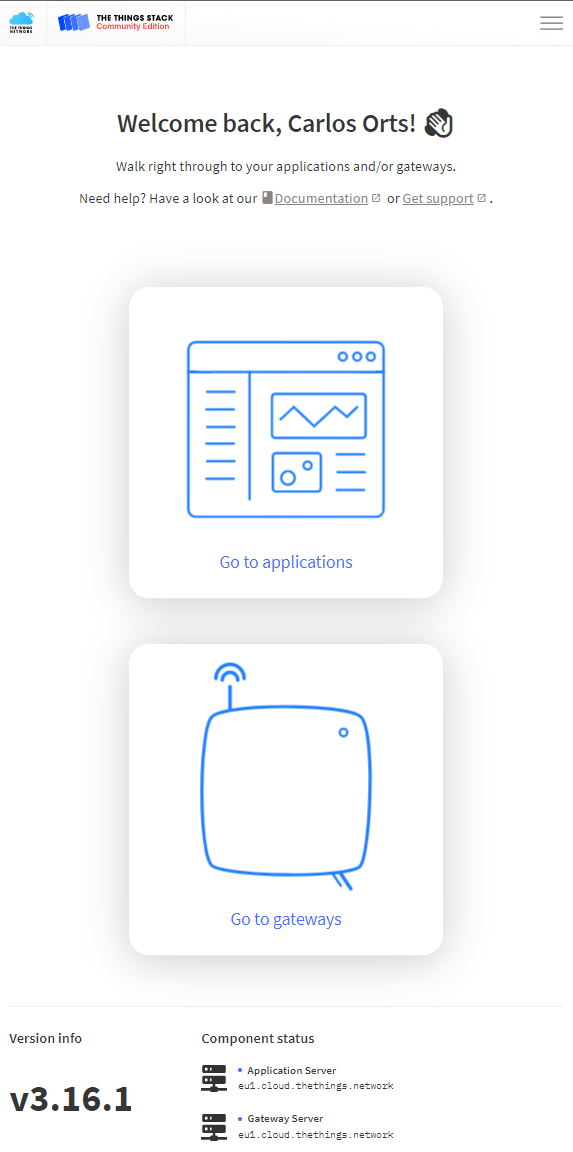 THE THINGS
NETWORK
THE THINGS STACK
Community Edition
Welcome back, Carlos Orts!
Walk right through to your applications and/or gateways.
Need help? Have a look at our Documentation or Get support .
Go to applications
Go to gateways
Version info
Component status
v3.16.1
Application Server
eu1.cloud.thethings.network
Gateway Server
eu1.cloud.thethings.network